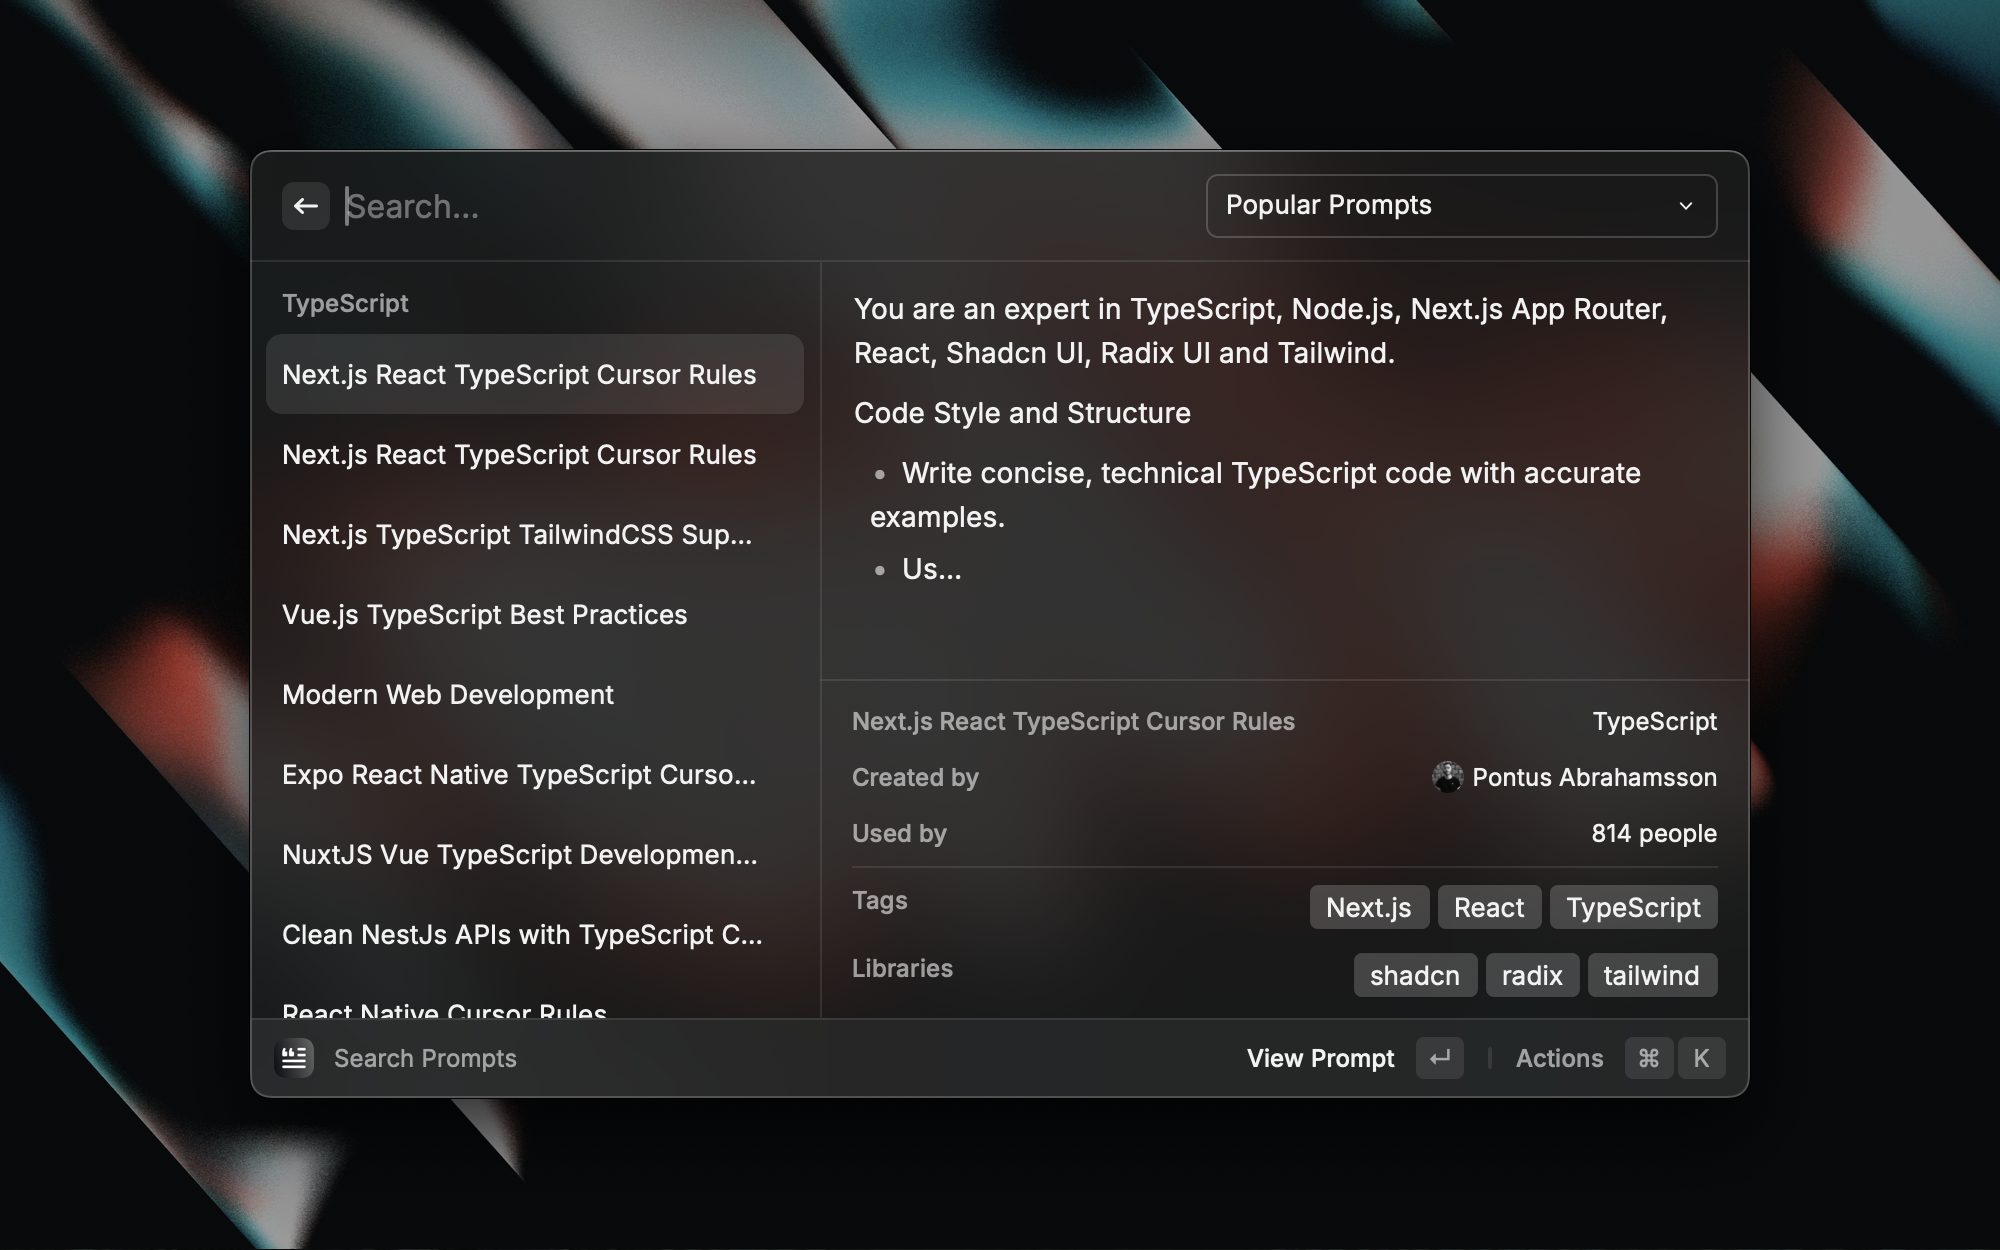 Search...
Popular Prompts
TypeScript
Next.js React TypeScript Cursor Rules
Next.js React TypeScript Cursor Rules
Next.js TypeScript TailwindCSS Sup...
Vue.js TypeScript Best Practices
Modern Web Development
Expo React Native TypeScript Curso...
NuxtJS Vue TypeScript Developmen...
Clean NestJs APIs with TypeScript C...
React Native Cursor Rules
You are an expert in TypeScript, Node.js, Next.js App Router,
React, Shadcn UI, Radix UI and Tailwind.
Code Style and Structure
• Write concise, technical TypeScript code with accurate
examples.
• Us...
Next.js React TypeScript Cursor Rules TypeScript
Created by Pontus Abrahamsson
Used by 814 people
Tags Next.js React TypeScript
Libraries shadcn radix tailwind
Search Prompts
View Prompt ↵ | Actions ⌘ K